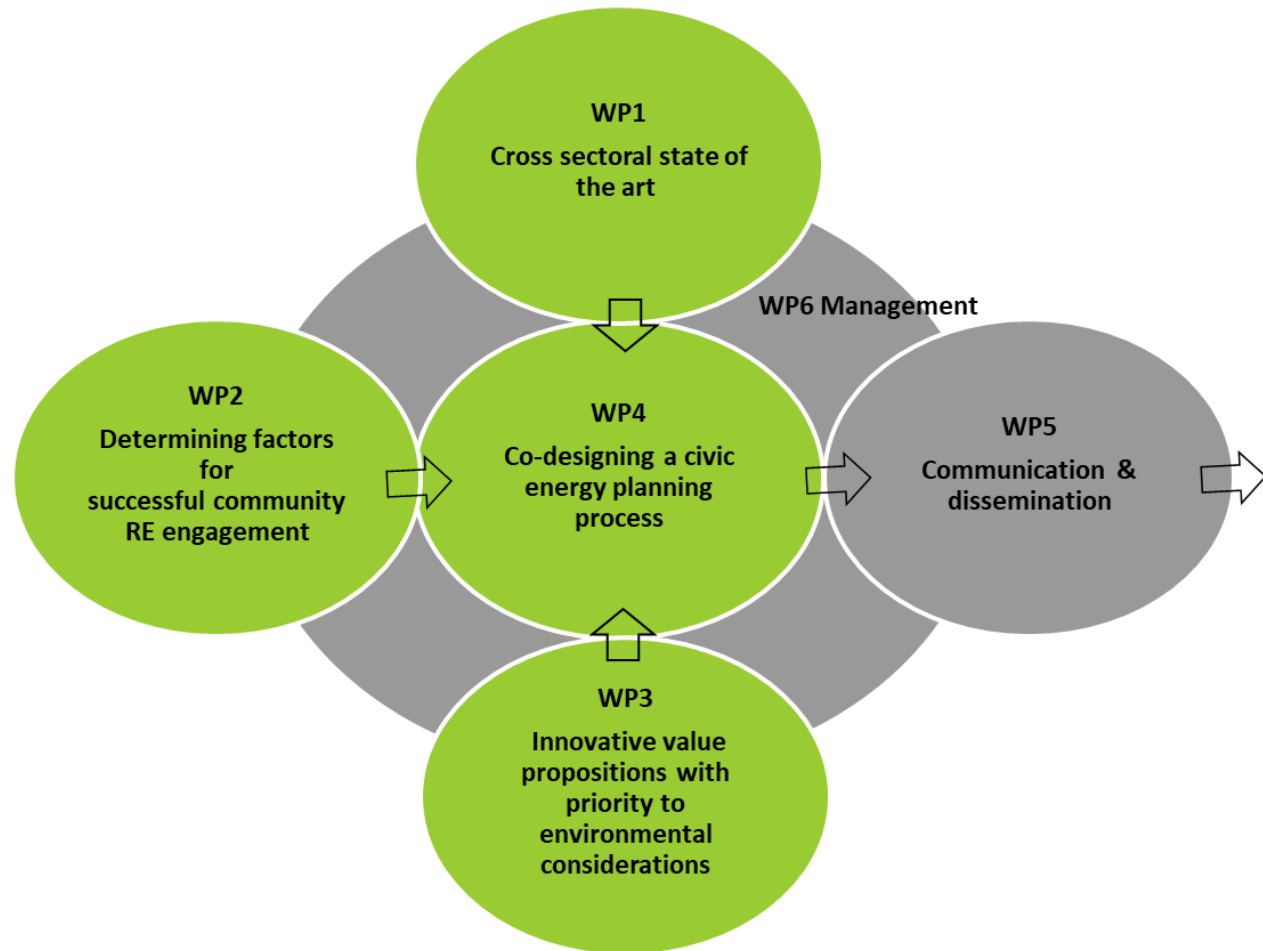 WP1
Cross sectoral state of
the art
WP6 Management
WP2
Determining factors
for
successful community
RE engagement
WP4
Co-designing a civic
energy planning
process
WP5
Communication &
dissemination
WP3
Innovative value
propositions with
priority to
environmental
considerations